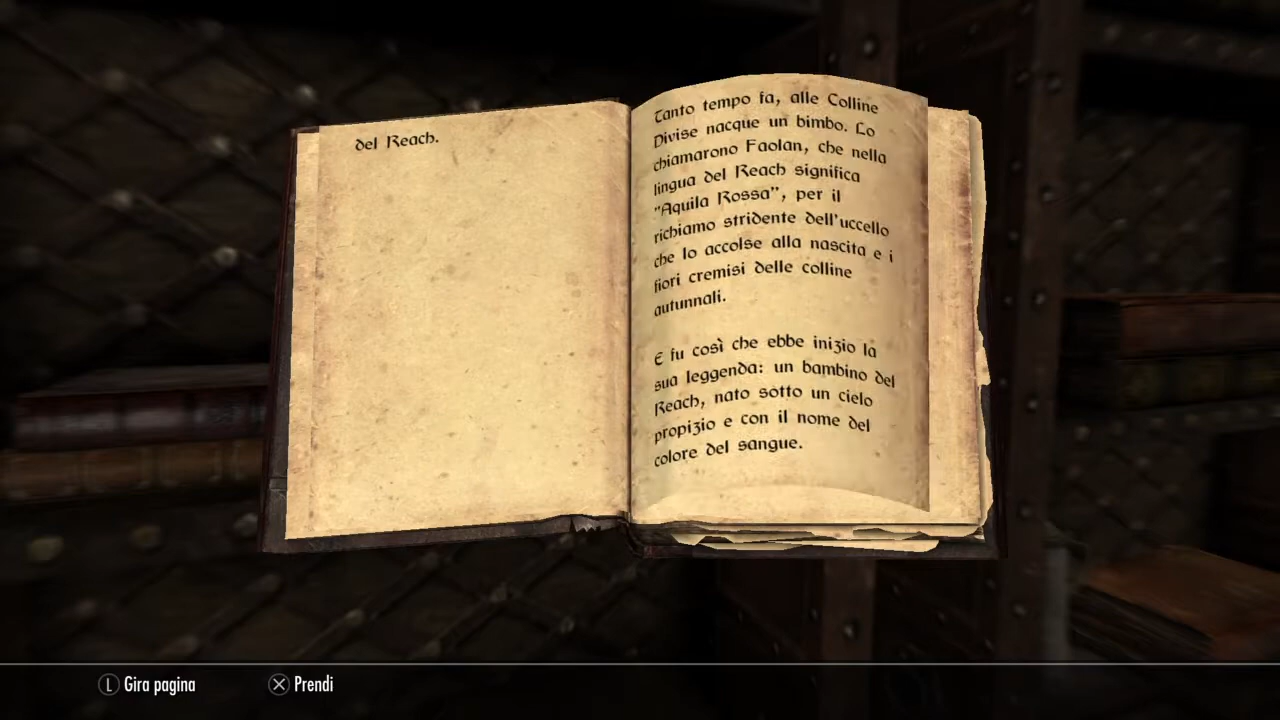 del Reach.
Tanto tempo fa, alle Colline
Divise nacque un bimbo. Lo
chiamarono Faolan, che nella
lingua del Reach significa
"Aquila Rossa", per il
richiamo stridente dell'uccello
che lo accolse alla nascita e i
fiori cremisi delle colline
autunnali.
E fu così che ebbe inizio la
sua leggenda: un bambino del
Reach, nato sotto un cielo
propizio e con il nome del
colore del sangue.
L Gira pagina
X Prendi